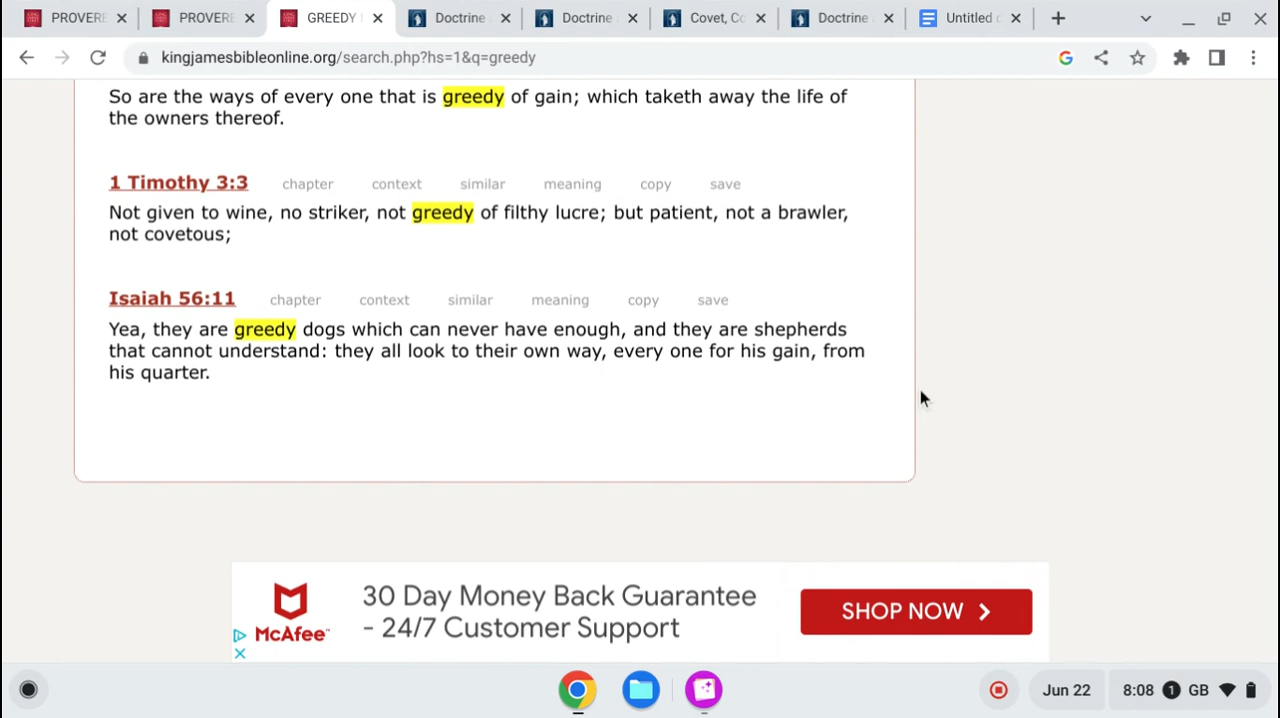 PROVERB
PROVERB
GREEDY
Doctrine
Doctrine
Covet, Co
Doctrine
Untitled d
kingjamesbibleonline.org/search.php?hs=1&q=greedy
So are the ways of every one that is greedy of gain; which taketh away the life of
the owners thereof.
1 Timothy 3:3 chapter context similar meaning copy save
Not given to wine, no striker, not greedy of filthy lucre; but patient, not a brawler,
not covetous;
Isaiah 56:11 chapter context similar meaning copy save
Yea, they are greedy dogs which can never have enough, and they are shepherds
that cannot understand: they all look to their own way, every one for his gain, from
his quarter.
McAfee™
30 Day Money Back Guarantee
- 24/7 Customer Support
SHOP NOW
Jun 22
8:08 1 GB